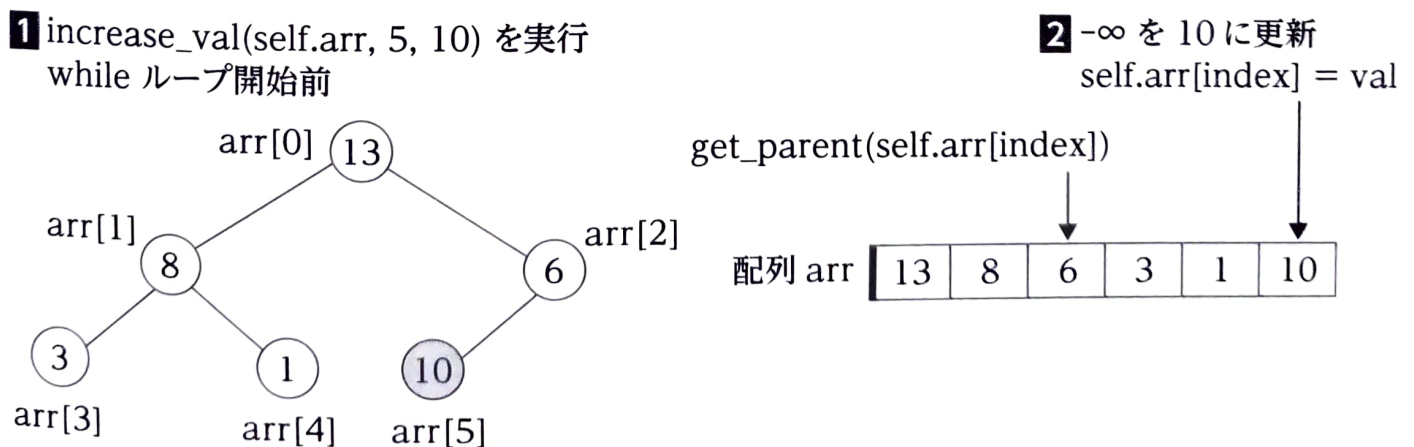 1 increase_val(self.arr, 5, 10) を実行
while ループ開始前
arr[0] 13
arr[1] 8
arr[2] 6
3
1
10
arr[3]
arr[4]
arr[5]
2 -∞ を 10 に更新
self.arr[index] = val
get_parent(self.arr[index])
配列 arr 13 8 6 3 1 10